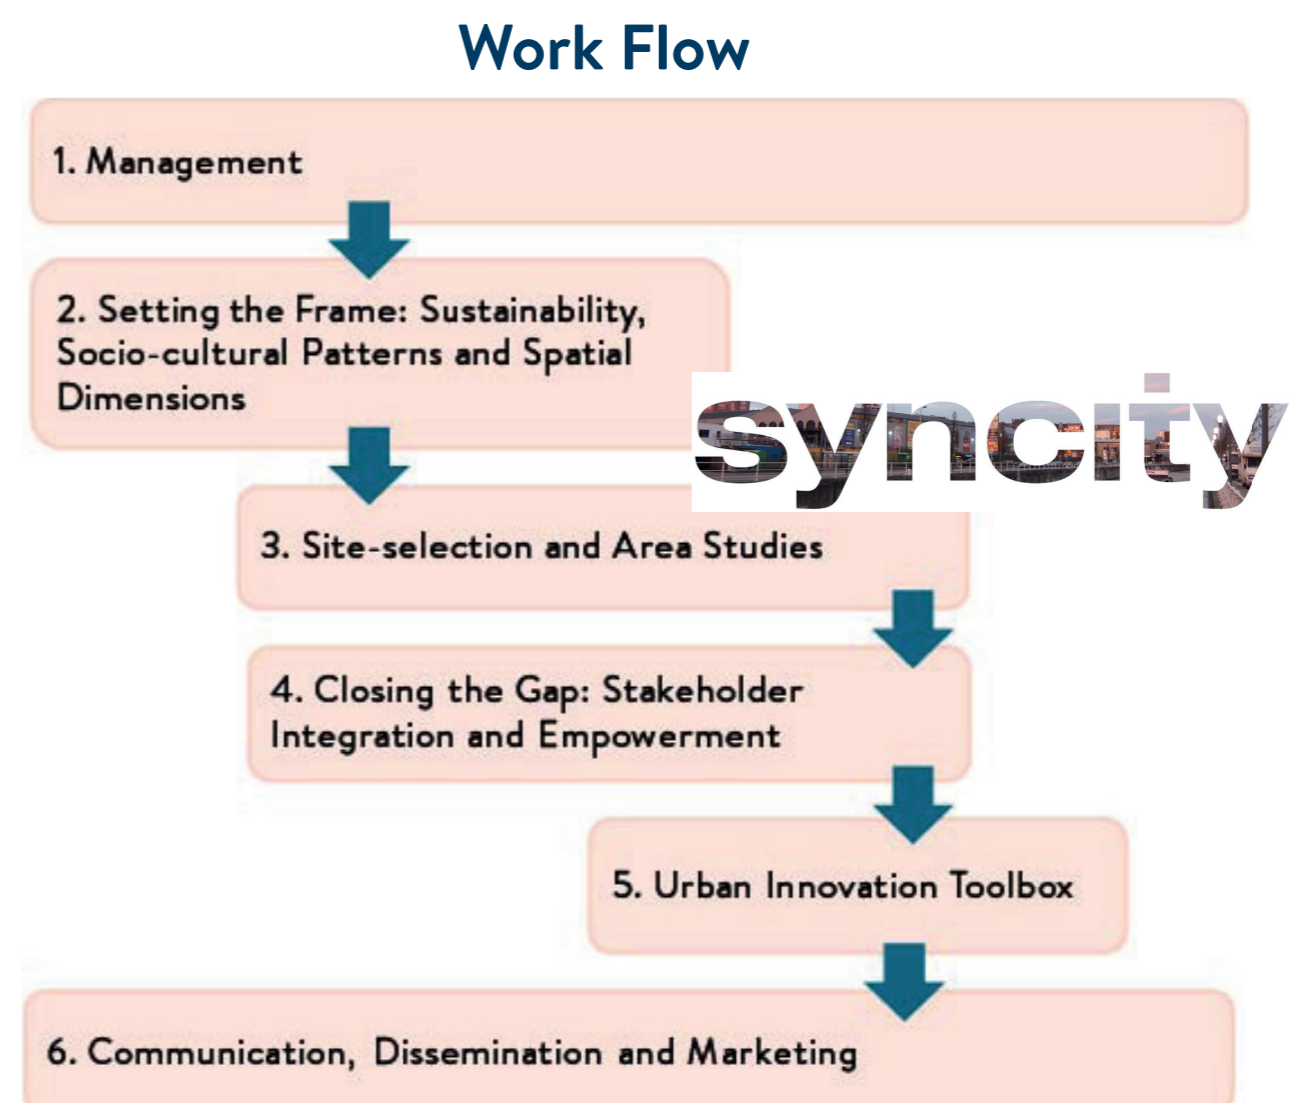 Work Flow
1. Management
2. Setting the Frame: Sustainability,
Socio-cultural Patterns and Spatial
Dimensions
syncity
3. Site-selection and Area Studies
4. Closing the Gap: Stakeholder
Integration and Empowerment
5. Urban Innovation Toolbox
6. Communication, Dissemination and Marketing